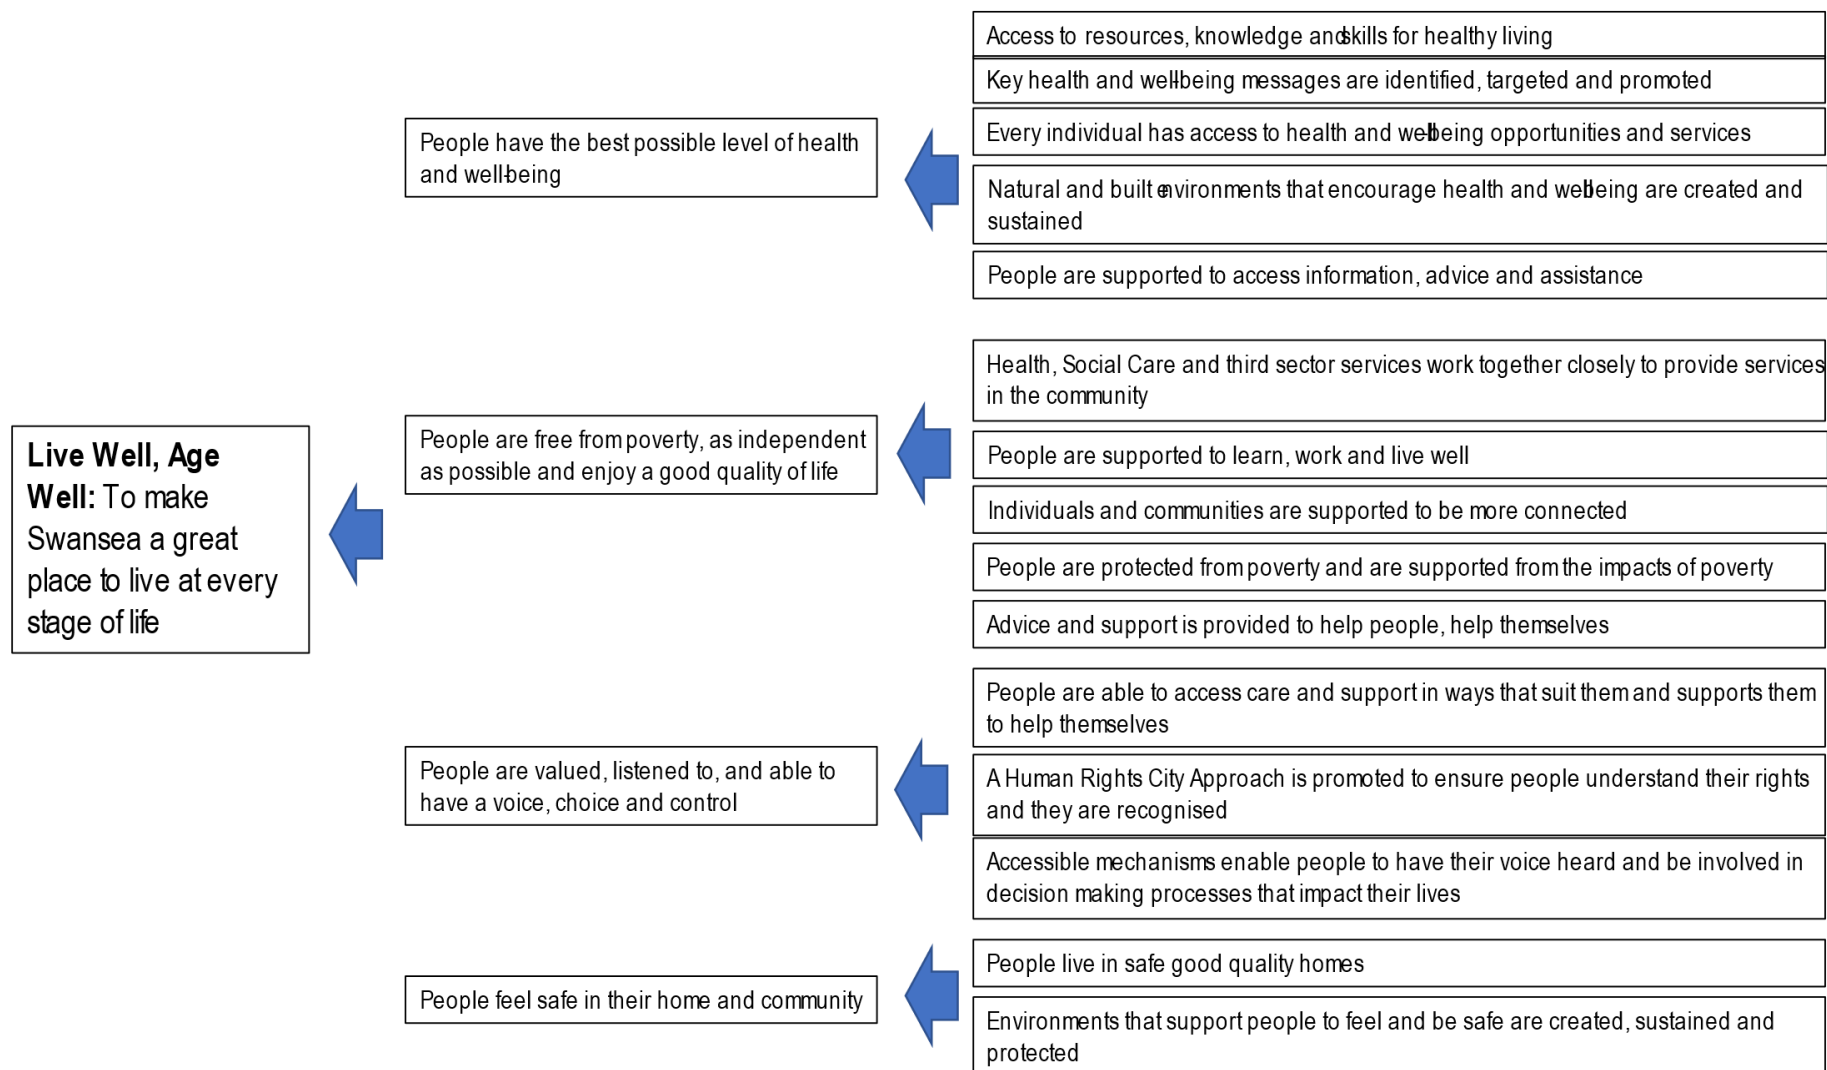 Live Well, Age
Well: To make
Swansea a great
place to live at every
stage of life
People have the best possible level of health
and well-being
Access to resources, knowledge and skills for healthy living
Key health and well-being messages are identified, targeted and promoted
Every individual has access to health and well-being opportunities and services
Natural and built environments that encourage health and well-being are created and
sustained
People are supported to access information, advice and assistance
People are free from poverty, as independent
as possible and enjoy a good quality of life
Health, Social Care and third sector services work together closely to provide services
in the community
People are supported to learn, work and live well
Individuals and communities are supported to be more connected
People are protected from poverty and are supported from the impacts of poverty
Advice and support is provided to help people, help themselves
People are valued, listened to, and able to
have a voice, choice and control
People are able to access care and support in ways that suit them and supports them
to help themselves
A Human Rights City Approach is promoted to ensure people understand their rights
and they are recognised
Accessible mechanisms enable people to have their voice heard and be involved in
decision making processes that impact their lives
People feel safe in their home and community
People live in safe good quality homes
Environments that support people to feel and be safe are created, sustained and
protected